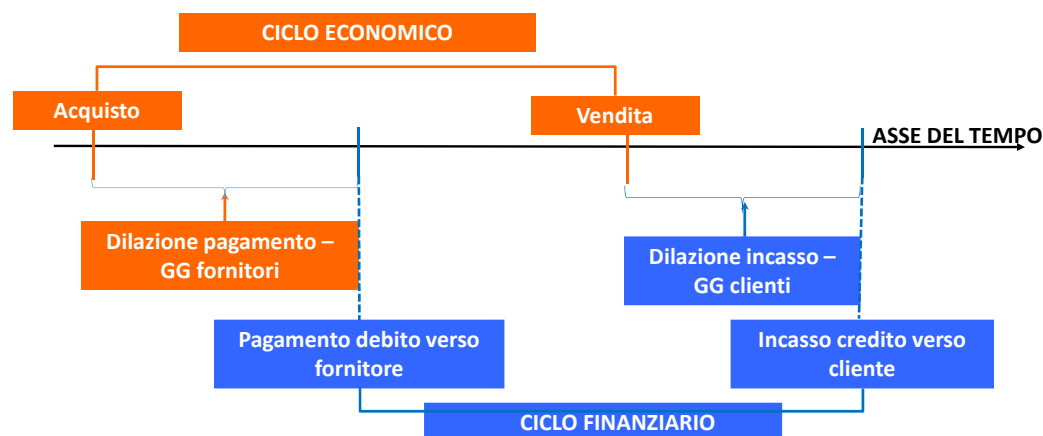 CICLO ECONOMICO
Acquisto
Vendita
ASSE DEL TEMPO
Dilazione pagamento –
GG fornitori
Dilazione incasso –
GG clienti
Pagamento debito verso
fornitore
Incasso credito verso
cliente
CICLO FINANZIARIO